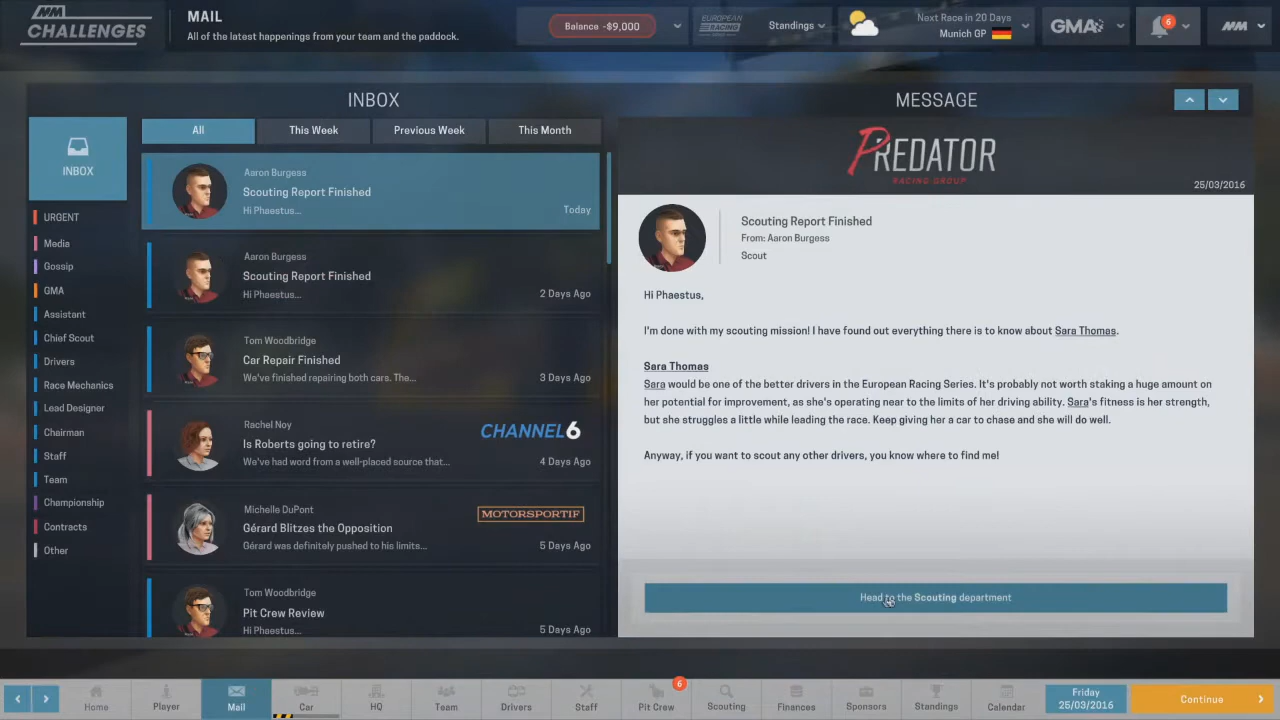 MM
CHALLENGES
MAIL
All of the latest happenings from your team and the paddock.
Balance -$9,000
EUROPEAN
RACING
Standings
Next Race in 20 Days
Munich GP
GMA
6
INBOX
MESSAGE
INBOX
URGENT
Media
Gossip
GMA
Assistant
Chief Scout
Drivers
Race Mechanics
Lead Designer
Chairman
Staff
Team
Championship
Contracts
Other
All
This Week
Previous Week
This Month
Aaron Burgess
Scouting Report Finished
Hi Phaestus...
Today
Aaron Burgess
Scouting Report Finished
Hi Phaestus...
2 Days Ago
Tom Woodbridge
Car Repair Finished
We've finished repairing both cars. The...
3 Days Ago
Rachel Noy
Is Roberts going to retire?
We've had word from a well-placed source that...
CHANNEL6
4 Days Ago
Michelle DuPont
Gérard Blitzes the Opposition
Gérard was definitely pushed to his limits...
MOTORSPORTIF
5 Days Ago
Tom Woodbridge
Pit Crew Review
Hi Phaestus...
5 Days Ago
PREDATOR
RACING GROUP
25/03/2016
Scouting Report Finished
From: Aaron Burgess
Scout
Hi Phaestus,
I'm done with my scouting mission! I have found out everything there is to know about Sara Thomas.
Sara Thomas
Sara would be one of the better drivers in the European Racing Series. It's probably not worth staking a huge amount on
her potential for improvement, as she's operating near to the limits of her driving ability. Sara's fitness is her strength,
but she struggles a little while leading the race. Keep giving her a car to chase and she will do well.
Anyway, if you want to scout any other drivers, you know where to find me!
Head to the Scouting department
Home
Player
Mail
Car
HQ
Team
Drivers
Staff
6
Pit Crew
Scouting
Finances
Sponsors
Standings
Calendar
Friday
25/03/2016
Continue